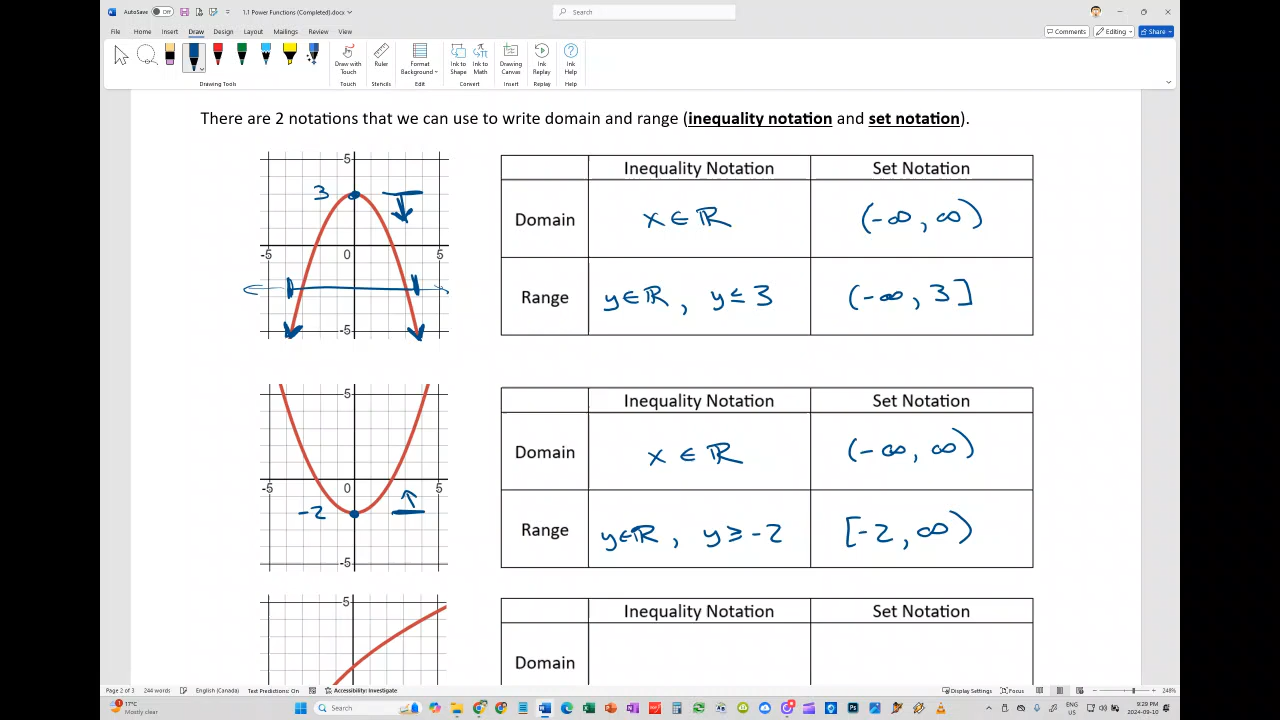 AutoSave Off 1.1 Power Functions (Completed).docx Search
File Home Insert Draw Design Layout Mailings Review View Comments Editing Share
Draw with Touch Ruler Format Background Ink to Shape Ink to Math Drawing Canvas Ink Replay Ink Help
Drawing Tools Touch Stencils Edit Convert Insert Replay Help
There are 2 notations that we can use to write domain and range (inequality notation and set notation).
5
3
-5 0 5
-5
Inequality Notation Set Notation
Domain x ∈ ℝ (-∞, ∞)
Range y ∈ ℝ, y ≤ 3 (-∞, 3]
5
-5 0 5
-2
-5
Inequality Notation Set Notation
Domain x ∈ ℝ (-∞, ∞)
Range y ∈ ℝ, y ≥ -2 [-2, ∞)
5
Inequality Notation Set Notation
Domain
Page 2 of 3 244 words English (Canada) Text Predictions: On Accessibility: Investigate Display Settings Focus 248%
17°C
Mostly clear
Search
ENG
US
9:29 PM
2024-09-10